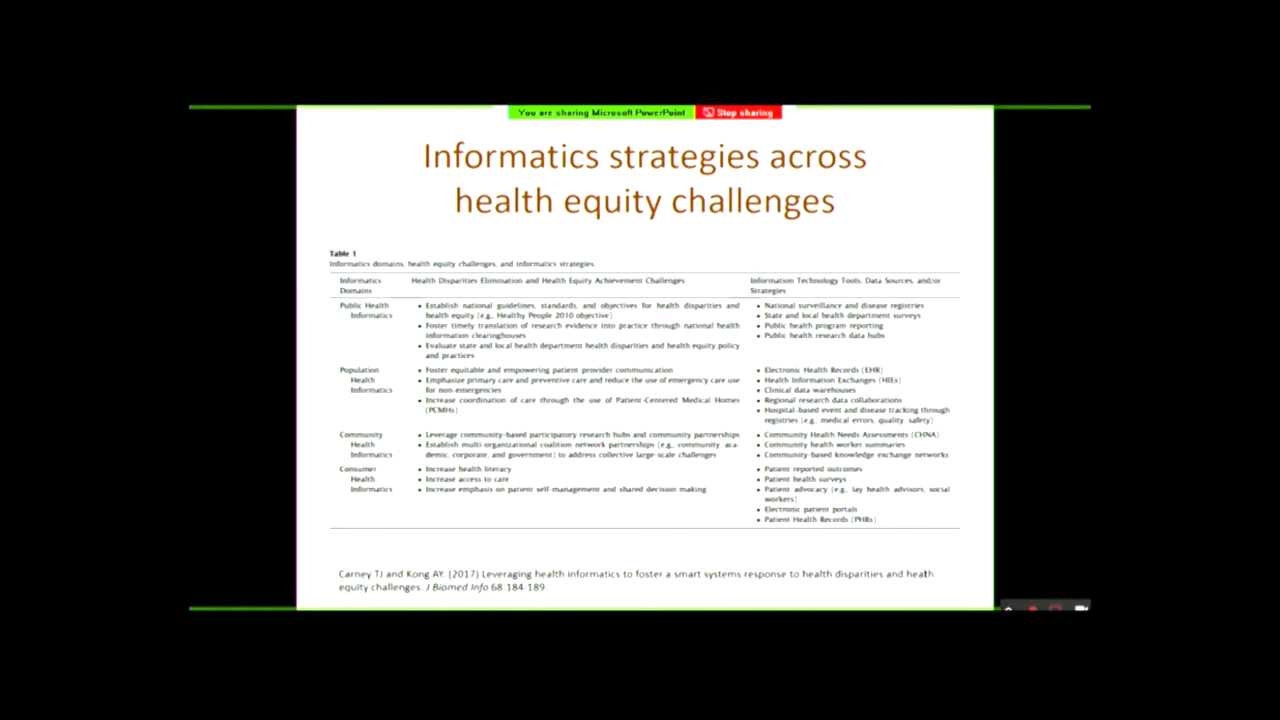 You are sharing Microsoft PowerPoint Stop sharing
Informatics strategies across
health equity challenges
Table 1
Informatics domains, health equity challenges, and informatics strategies.
Informatics Domains
Health Disparities Elimination and Health Equity Achievement Challenges
Information Technology Tools, Data Sources, and/or
Strategies
Public Health
Informatics
• Establish national guidelines, standards, and objectives for health disparities and
health equity (e.g., Healthy People 2010 objective)
• Foster timely translation of research evidence into practice through national health
information clearinghouses
• Evaluate state and local health department health disparities and health equity policy
and practices
• National surveillance and disease registries
• State and local health department surveys
• Public health program reporting
• Public health research data hubs
Population
Health
Informatics
• Foster equitable and empowering patient provider communication
• Emphasize primary care and preventive care and reduce the use of emergency care use
for non-emergencies
• Increase coordination of care through the use of Patient-Centered Medical Homes
(PCMHs)
• Electronic Health Records (EHR)
• Health Information Exchanges (HIEs)
• Clinical data warehouses
• Regional research data collaborations
• Hospital-based event and disease tracking through
registries (e.g., medical errors, quality, safety)
Community
Health
Informatics
• Leverage community-based participatory research hubs and community partnerships
• Establish multi-organizational coalition network partnerships (e.g., community, aca-
demic, corporate, and government) to address collective large-scale challenges
• Community Health Needs Assessments (CHNA)
• Community health worker summaries
• Community-based knowledge exchange networks
Consumer
Health
Informatics
• Increase health literacy
• Increase access to care
• Increase emphasis on patient self-management and shared decision making
• Patient reported outcomes
• Patient health surveys
• Patient advocacy (e.g., lay health advisors, social
workers)
• Electronic patient portals
• Patient Health Records (PHRs)
Carney TJ and Kong AY. (2017) Leveraging health informatics to foster a smart systems response to health disparities and health
equity challenges. J Biomed Info 68:184-189.